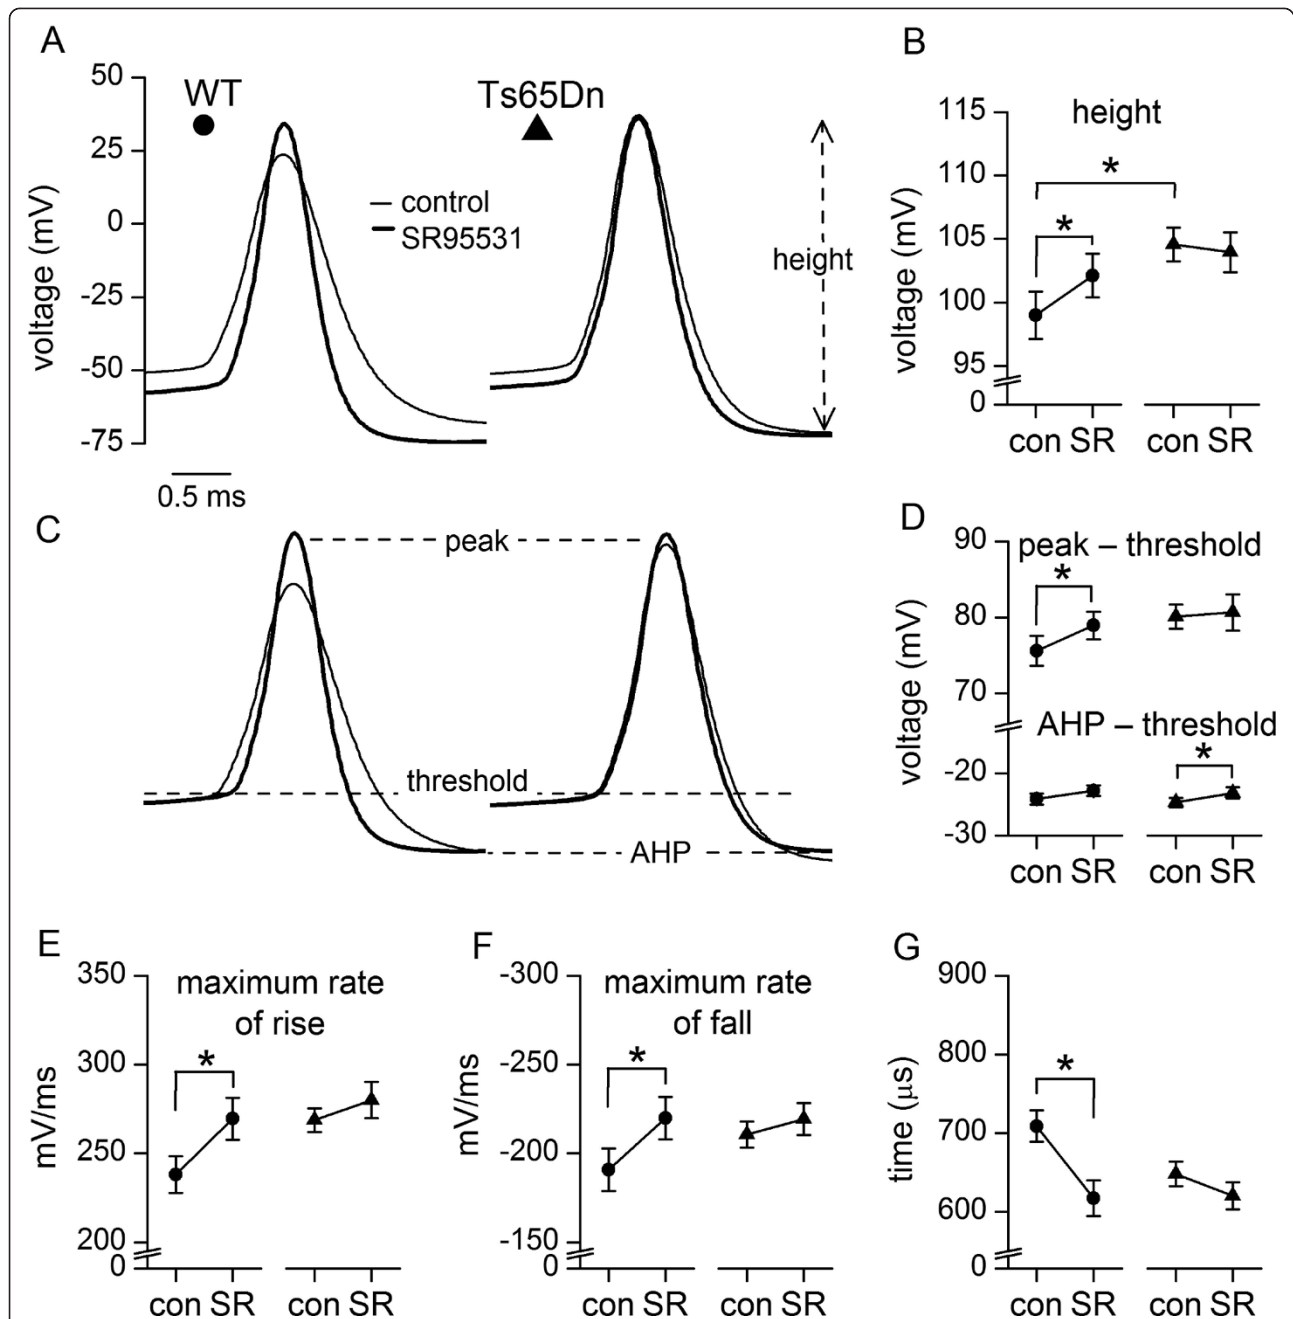 A
WT
Ts65Dn
50
25
0
-25
-50
-75
voltage (mV)
control
SR95531
height
0.5 ms
B
height
115
110
105
100
95
0
voltage (mV)
*
*
con SR
con SR
C
peak
threshold
AHP
D
90
80
70
-20
-30
voltage (mV)
peak – threshold
*
AHP – threshold
*
con SR
con SR
E
350
300
250
200
0
mV/ms
maximum rate
of rise
*
con SR
con SR
F
-300
-250
-200
-150
0
mV/ms
maximum rate
of fall
*
con SR
con SR
G
900
800
700
600
0
time (µs)
*
con SR
con SR